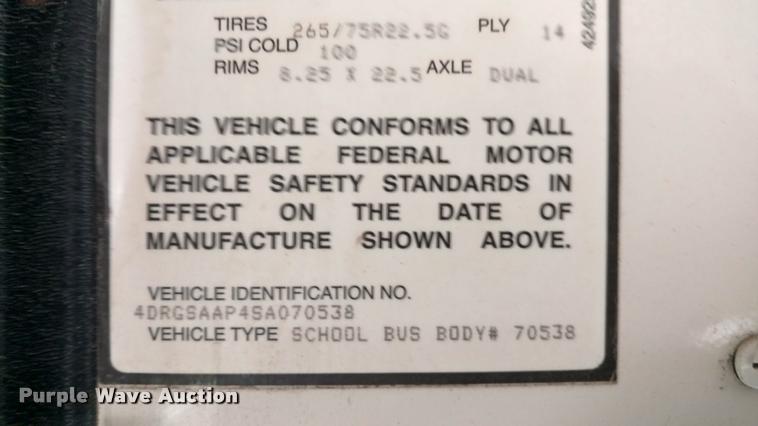 TIRES 265/75R22.5G PLY 14
PSI COLD 100
RIMS 8.25 X 22.5 AXLE DUAL
THIS VEHICLE CONFORMS TO ALL
APPLICABLE FEDERAL MOTOR
VEHICLE SAFETY STANDARDS IN
EFFECT ON THE DATE OF
MANUFACTURE SHOWN ABOVE.
VEHICLE IDENTIFICATION NO.
4DRGSAAP4SA070538
VEHICLE TYPE SCHOOL BUS BODY# 70538
Purple Wave Auction